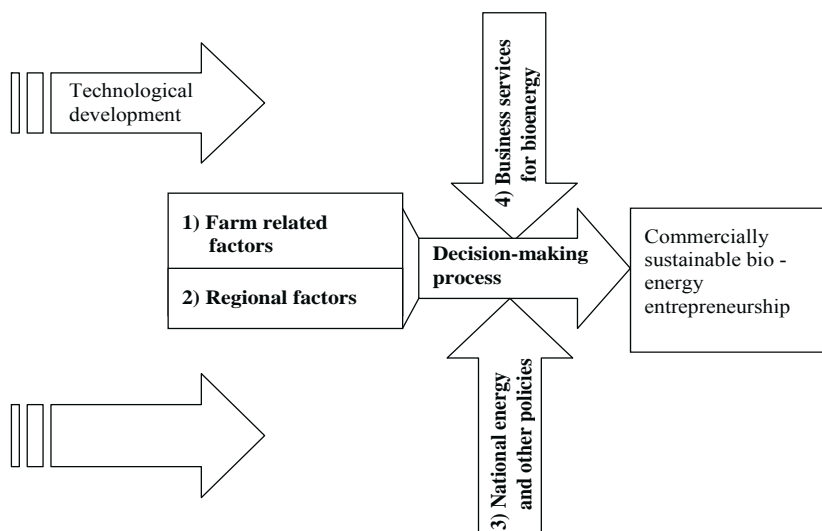 Technological
development
4) Business services
for bioenergy
1) Farm related
factors
2) Regional factors
Decision-making
process
Commercially
sustainable bio -
energy
entrepreneurship
3) National energy
and other policies